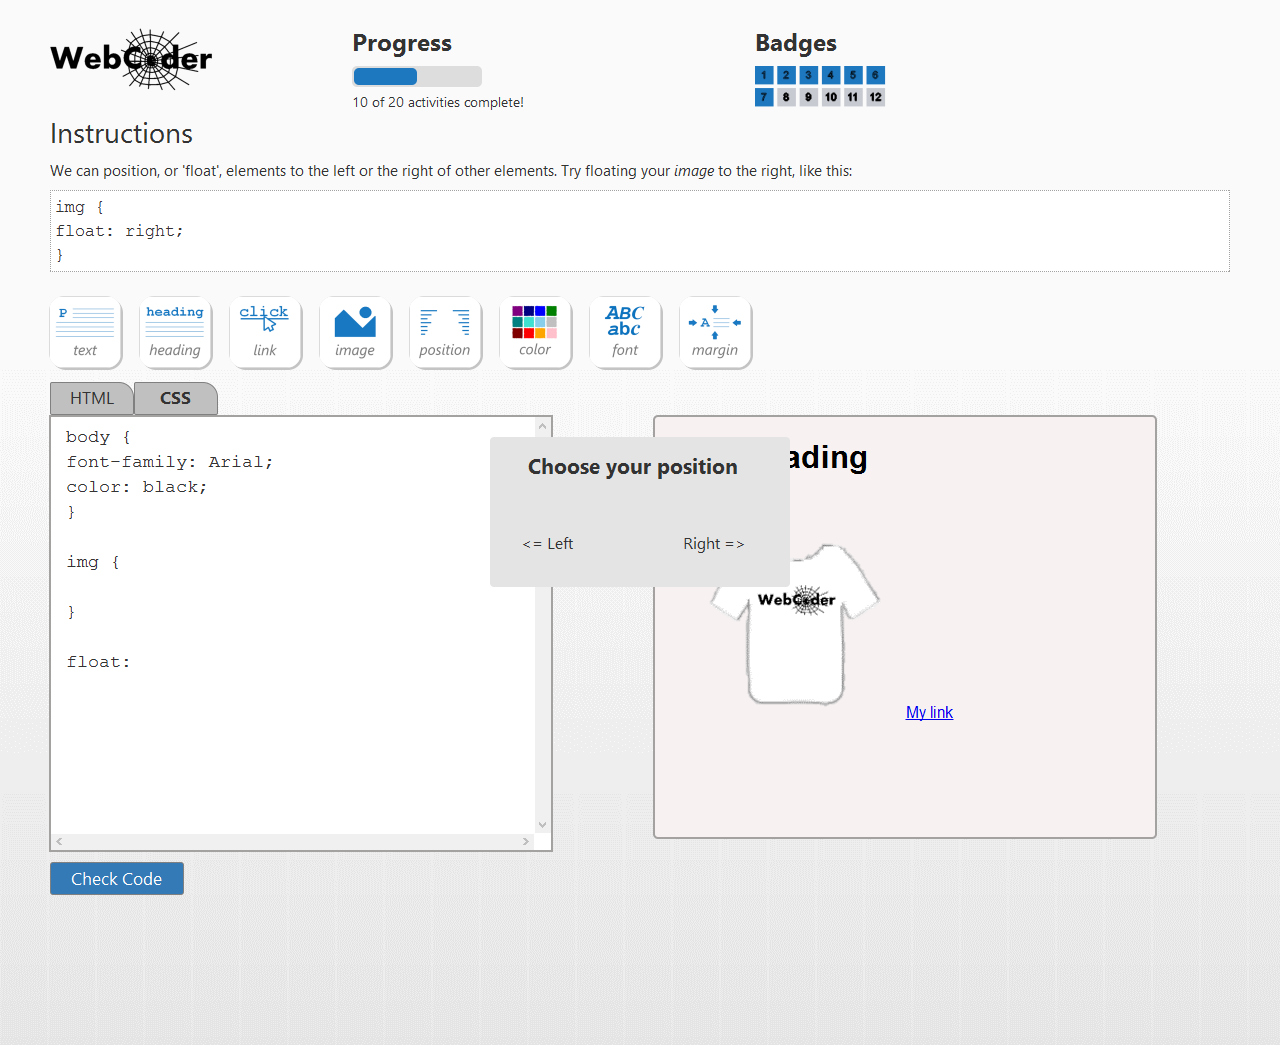 WebCoder
Progress
10 of 20 activities complete!
Badges
1 2 3 4 5 6
7 8 9 10 11 12
Instructions
We can position, or 'float', elements to the left or the right of other elements. Try floating your image to the right, like this:
img {
float: right;
}
P
text
heading
heading
click
link
image
position
color
ABC
abc
font
A
margin
HTML
CSS
body {
font-family: Arial;
color: black;
}
img {
}
float:
Choose your position
<= Left
Right =>
ading
WebCoder
My link
Check Code